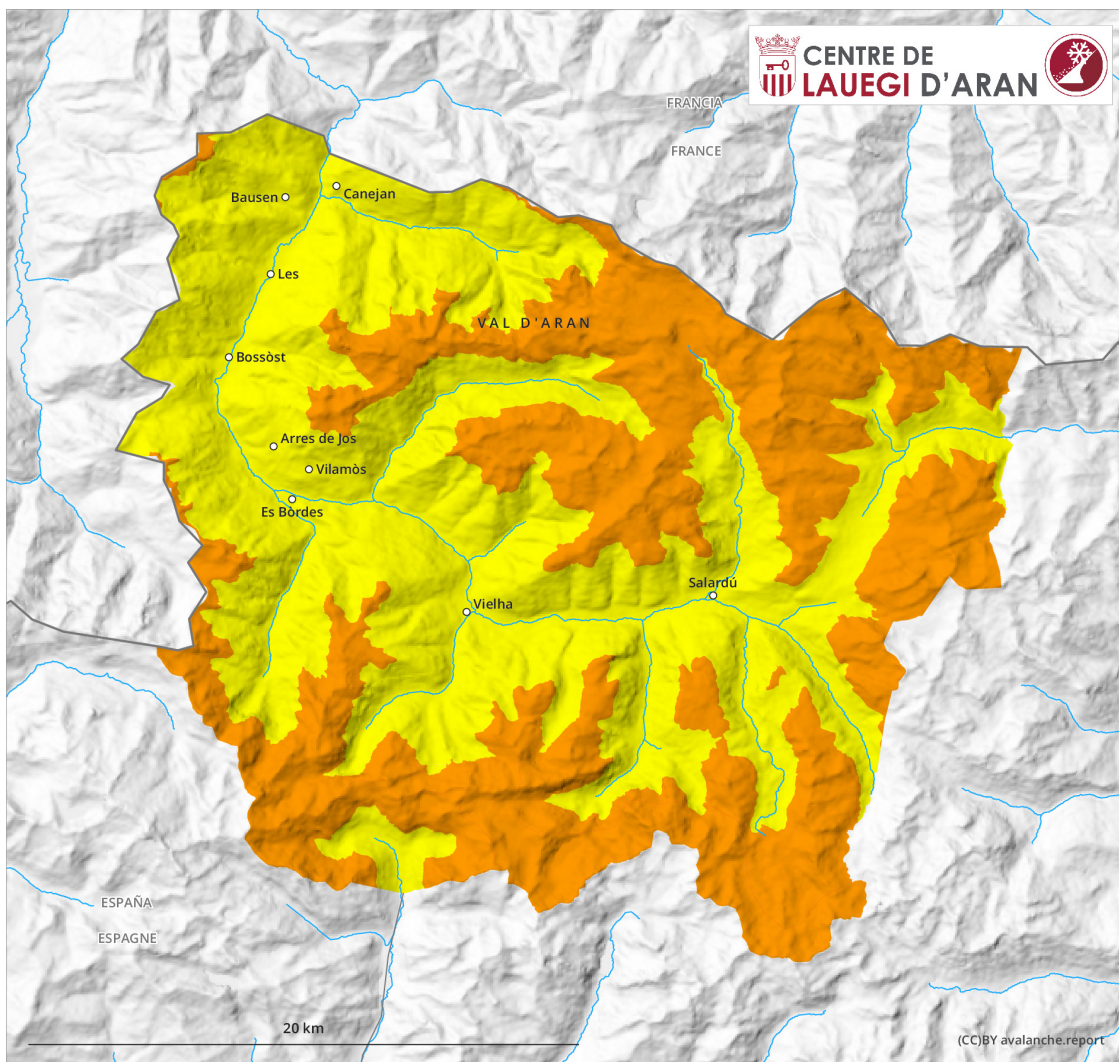 CENTRE DE
LAUEGI D'ARAN
FRANCIA
FRANCE
Bausen
Canejan
Les
VAL D'ARAN
Bossòst
Arres de Jos
Vilamòs
Es Bòrdes
Salardú
Vielha
ESPAÑA
ESPAGNE
20 km
(CC)BY avalanche.report